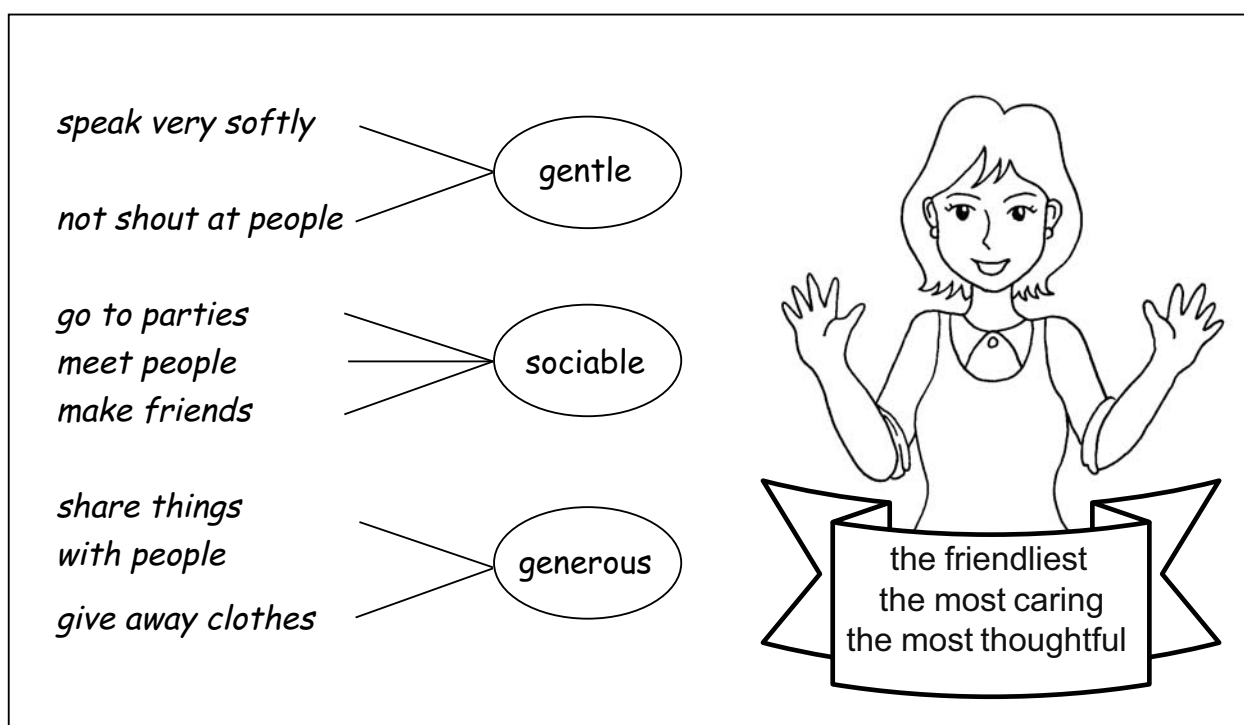 speak very softly
not shout at people
gentle
go to parties
meet people
make friends
sociable
share things
with people
give away clothes
generous
the friendliest
the most caring
the most thoughtful